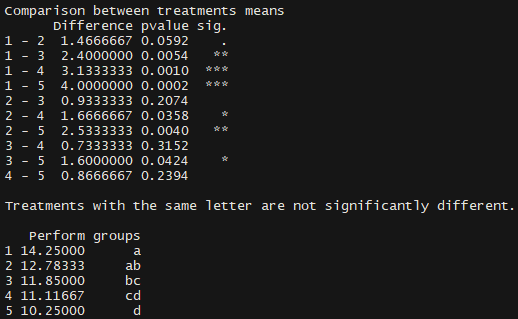 Comparison between treatments means
Difference pvalue sig.
1 - 2 1.4666667 0.0592 .
1 - 3 2.4000000 0.0054 **
1 - 4 3.1333333 0.0010 ***
1 - 5 4.0000000 0.0002 ***
2 - 3 0.9333333 0.2074
2 - 4 1.6666667 0.0358 *
2 - 5 2.5333333 0.0040 **
3 - 4 0.7333333 0.3152
3 - 5 1.6000000 0.0424 *
4 - 5 0.8666667 0.2394
Treatments with the same letter are not significantly different.
Perform groups
1 14.25000 a
2 12.78333 ab
3 11.85000 bc
4 11.11667 cd
5 10.25000 d